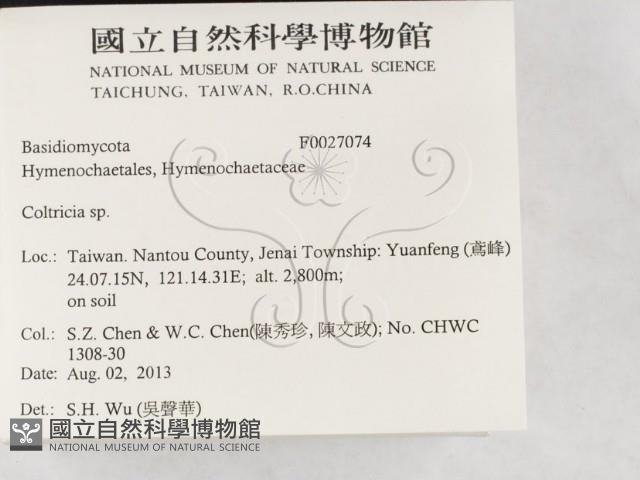 國立自然科學博物館
NATIONAL MUSEUM OF NATURAL SCIENCE
TAICHUNG, TAIWAN, R.O.CHINA
Basidiomycota F0027074
Hymenochaetales, Hymenochaetaceae
Coltricia sp.
Loc.: Taiwan. Nantou County, Jenai Township: Yuanfeng (鳶峰)
24.07.15N, 121.14.31E; alt. 2,800m;
on soil
Col.: S.Z. Chen & W.C. Chen(陳秀珍, 陳文政); No. CHWC
1308-30
Date: Aug. 02, 2013
Det.: S.H. Wu (吳聲華)
國立自然科學博物館
NATIONAL MUSEUM OF NATURAL SCIENCE